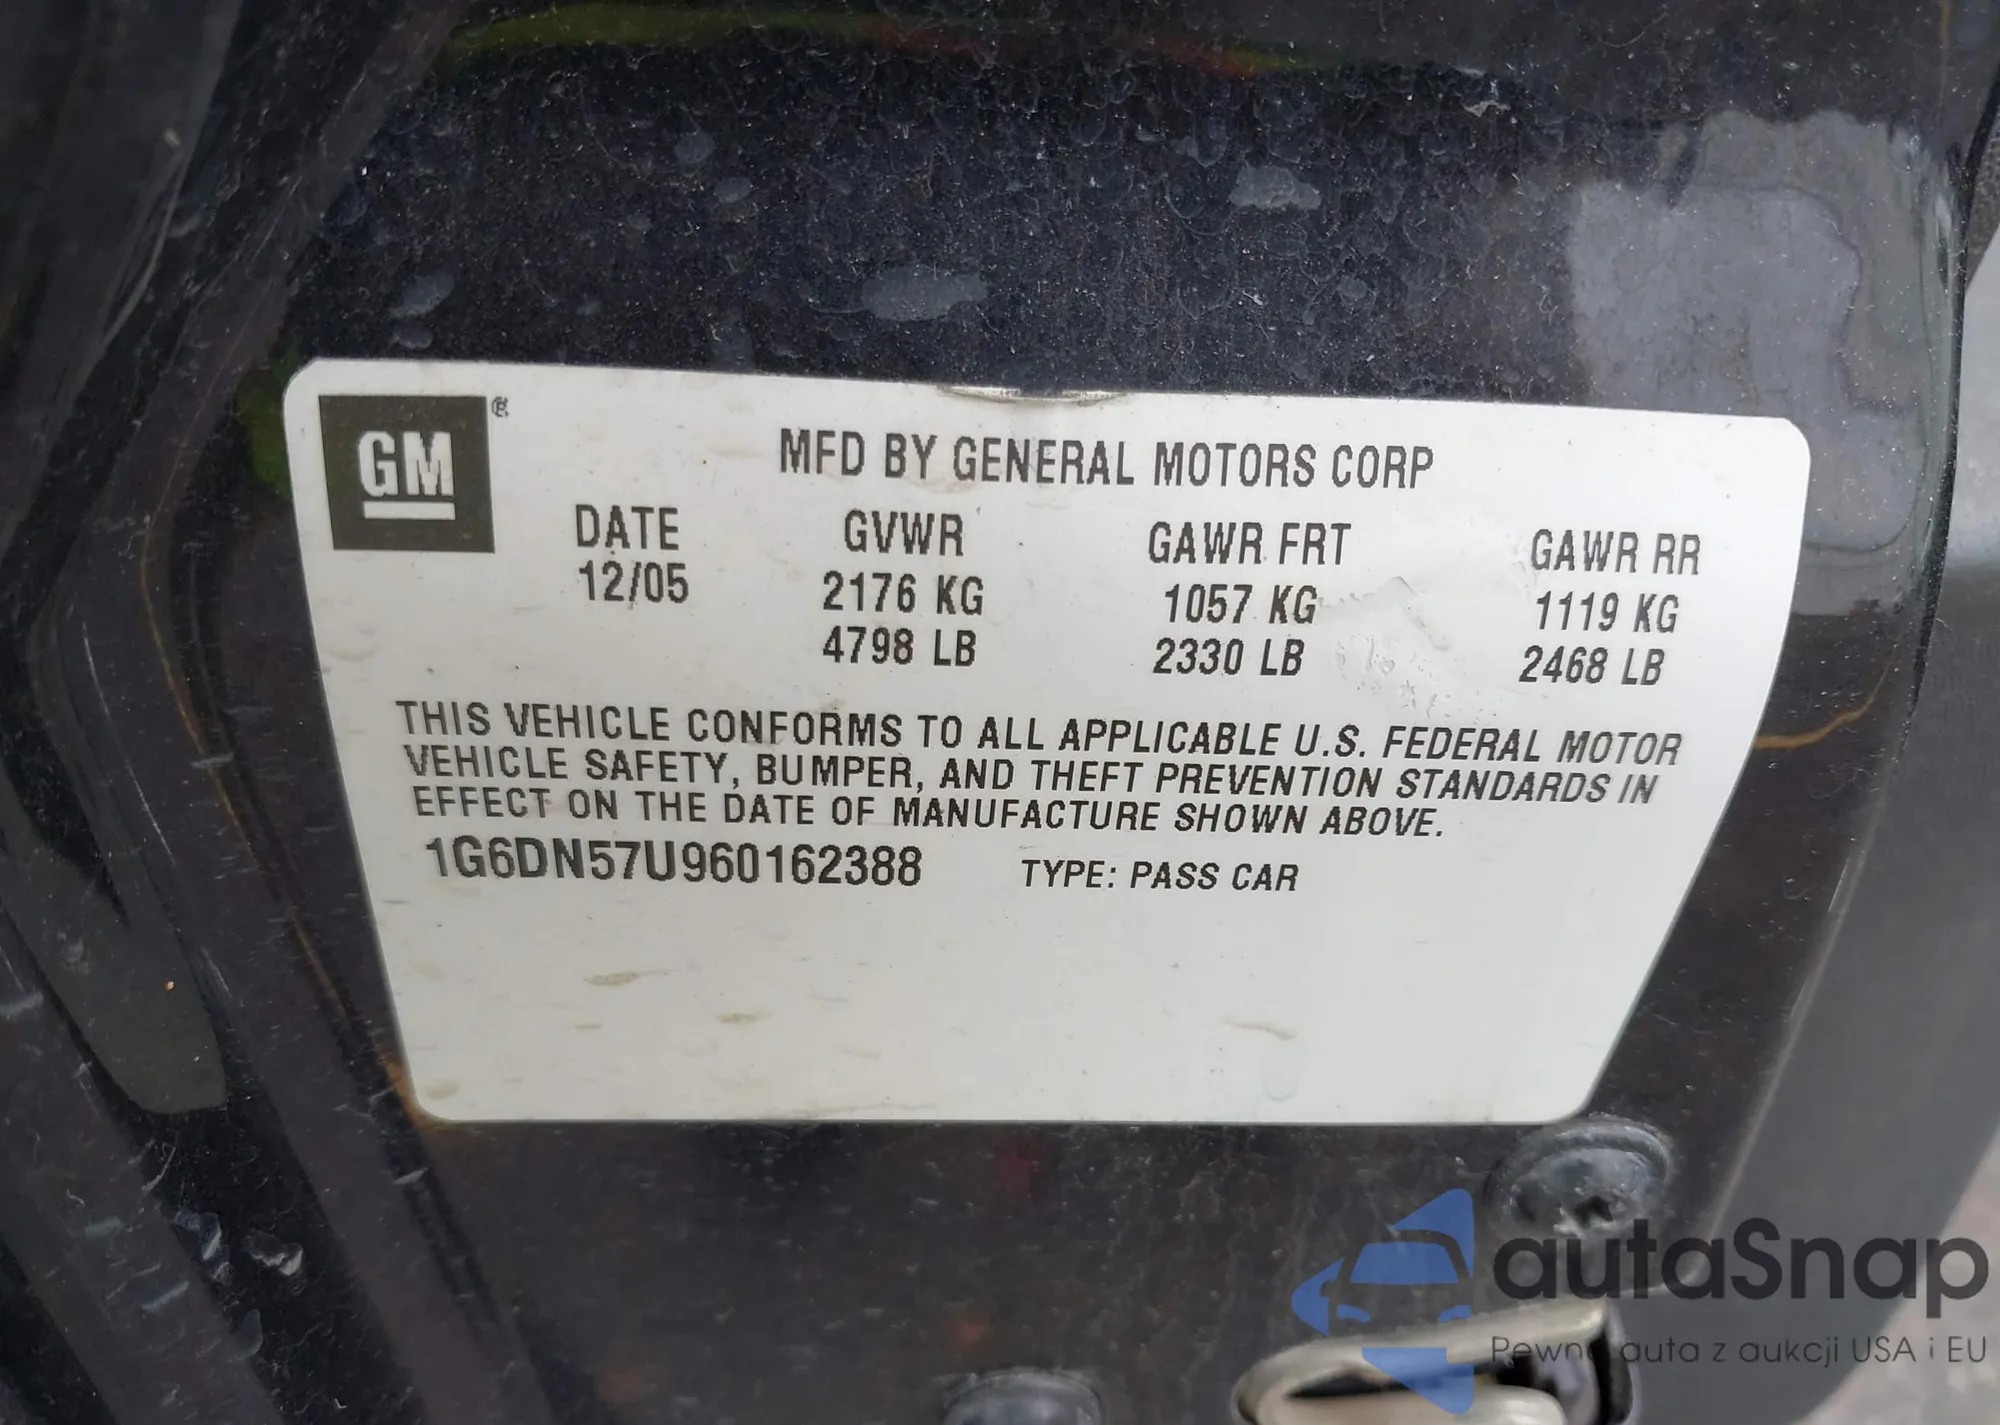 GM ®
MFD BY GENERAL MOTORS CORP
DATE GVWR GAWR FRT GAWR RR
12/05 2176 KG 1057 KG 1119 KG
4798 LB 2330 LB 2468 LB
THIS VEHICLE CONFORMS TO ALL APPLICABLE U.S. FEDERAL MOTOR
VEHICLE SAFETY, BUMPER, AND THEFT PREVENTION STANDARDS IN
EFFECT ON THE DATE OF MANUFACTURE SHOWN ABOVE.
1G6DN57U960162388 TYPE: PASS CAR
autaSnap
Pewne auta z aukcji USA i EU